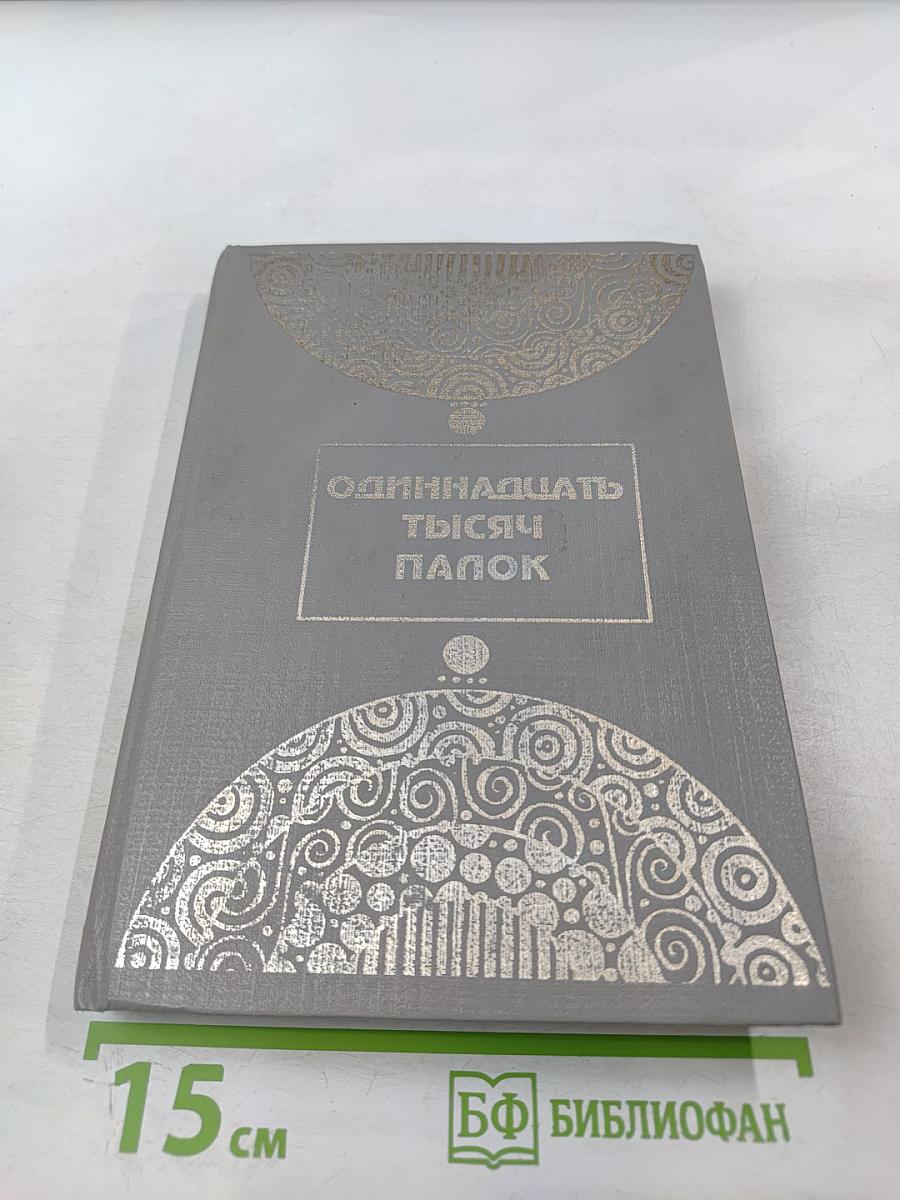 ОДИННАДЦАТЬ
ТЫСЯЧ
ПАЛОК
15 см
БФ БИБЛИОФАН